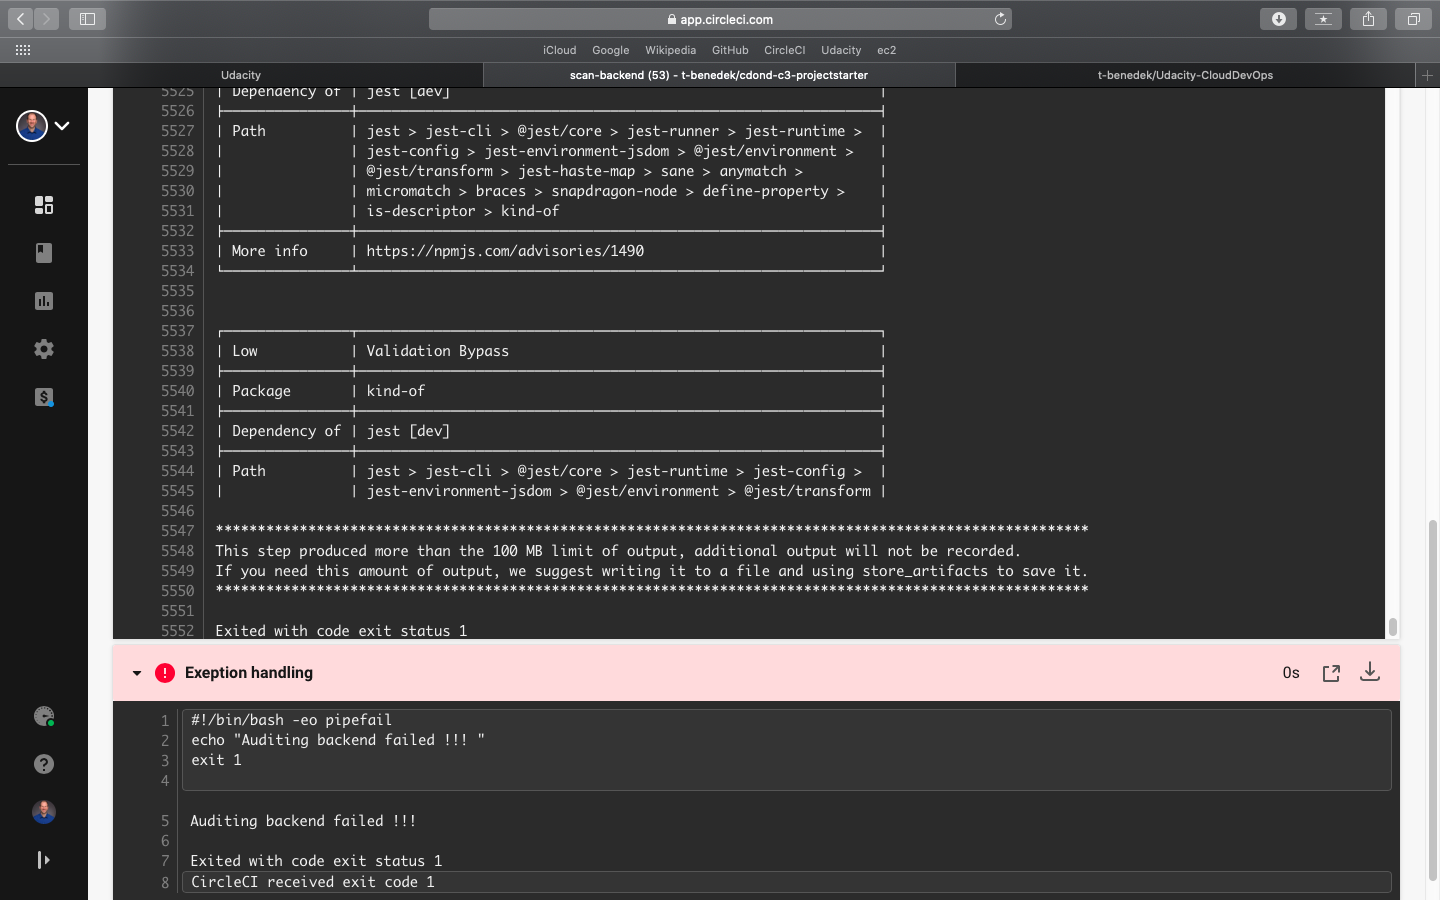 app.circleci.com
iCloud Google Wikipedia GitHub CircleCI Udacity ec2
Udacity
scan-backend (53) - t-benedek/cdond-c3-projectstarter
t-benedek/Udacity-CloudDevOps
5525 | Dependency of | jest [dev] |
5526
5527 | Path | jest > jest-cli > @jest/core > jest-runner > jest-runtime > |
5528 | | jest-config > jest-environment-jsdom > @jest/environment > |
5529 | | @jest/transform > jest-haste-map > sane > anymatch > |
5530 | | micromatch > braces > snapdragon-node > define-property > |
5531 | | is-descriptor > kind-of |
5532
5533 | More info | https://npmjs.com/advisories/1490 |
5534
5535
5536
5537
5538 | Low | Validation Bypass |
5539
5540 | Package | kind-of |
5541
5542 | Dependency of | jest [dev] |
5543
5544 | Path | jest > jest-cli > @jest/core > jest-runtime > jest-config > |
5545 | | jest-environment-jsdom > @jest/environment > @jest/transform |
5546
5547 ********************************************************************************************************
5548 This step produced more than the 100 MB limit of output, additional output will not be recorded.
5549 If you need this amount of output, we suggest writing it to a file and using store_artifacts to save it.
5550 ********************************************************************************************************
5551
5552 Exited with code exit status 1
Exeption handling
0s
1 #!/bin/bash -eo pipefail
2 echo "Auditing backend failed !!! "
3 exit 1
4
5 Auditing backend failed !!!
6
7 Exited with code exit status 1
8 CircleCI received exit code 1